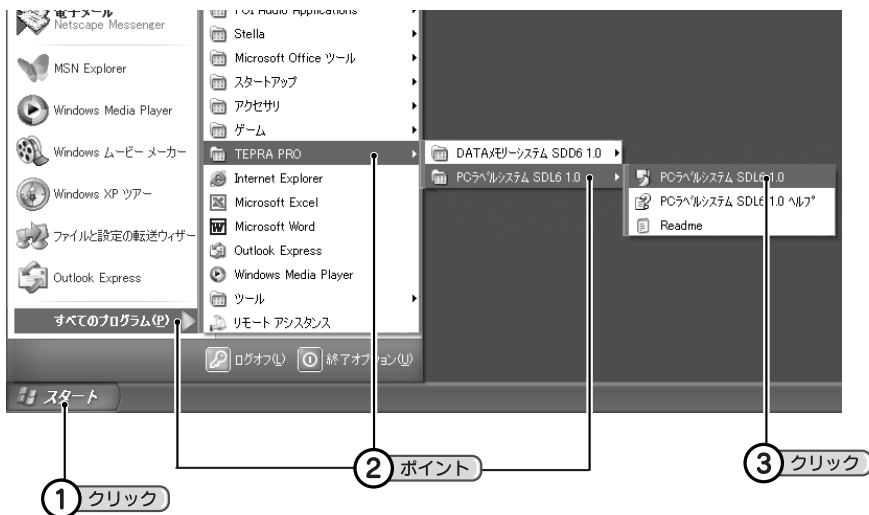 電子メール
Netscape Messenger
MSN Explorer
Windows Media Player
Windows ムービー メーカー
Windows XP ツアー
ファイルと設定の転送ウィザー
Outlook Express
すべてのプログラム(P)
PCI Audio Applications
Stella
Microsoft Office ツール
スタートアップ
アクセサリ
ゲーム
TEPRA PRO
Internet Explorer
Microsoft Excel
Microsoft Word
Outlook Express
Windows Media Player
ツール
リモート アシスタンス
DATAメモリーシステム SDD6 1.0
PCラベルシステム SDL6 1.0
PCラベルシステム SDL6 1.0
PCラベルシステム SDL6 1.0 ヘルプ
Readme
ログオフ(L) 終了オプション(U)
スタート
2 ポイント
3 クリック
1 クリック